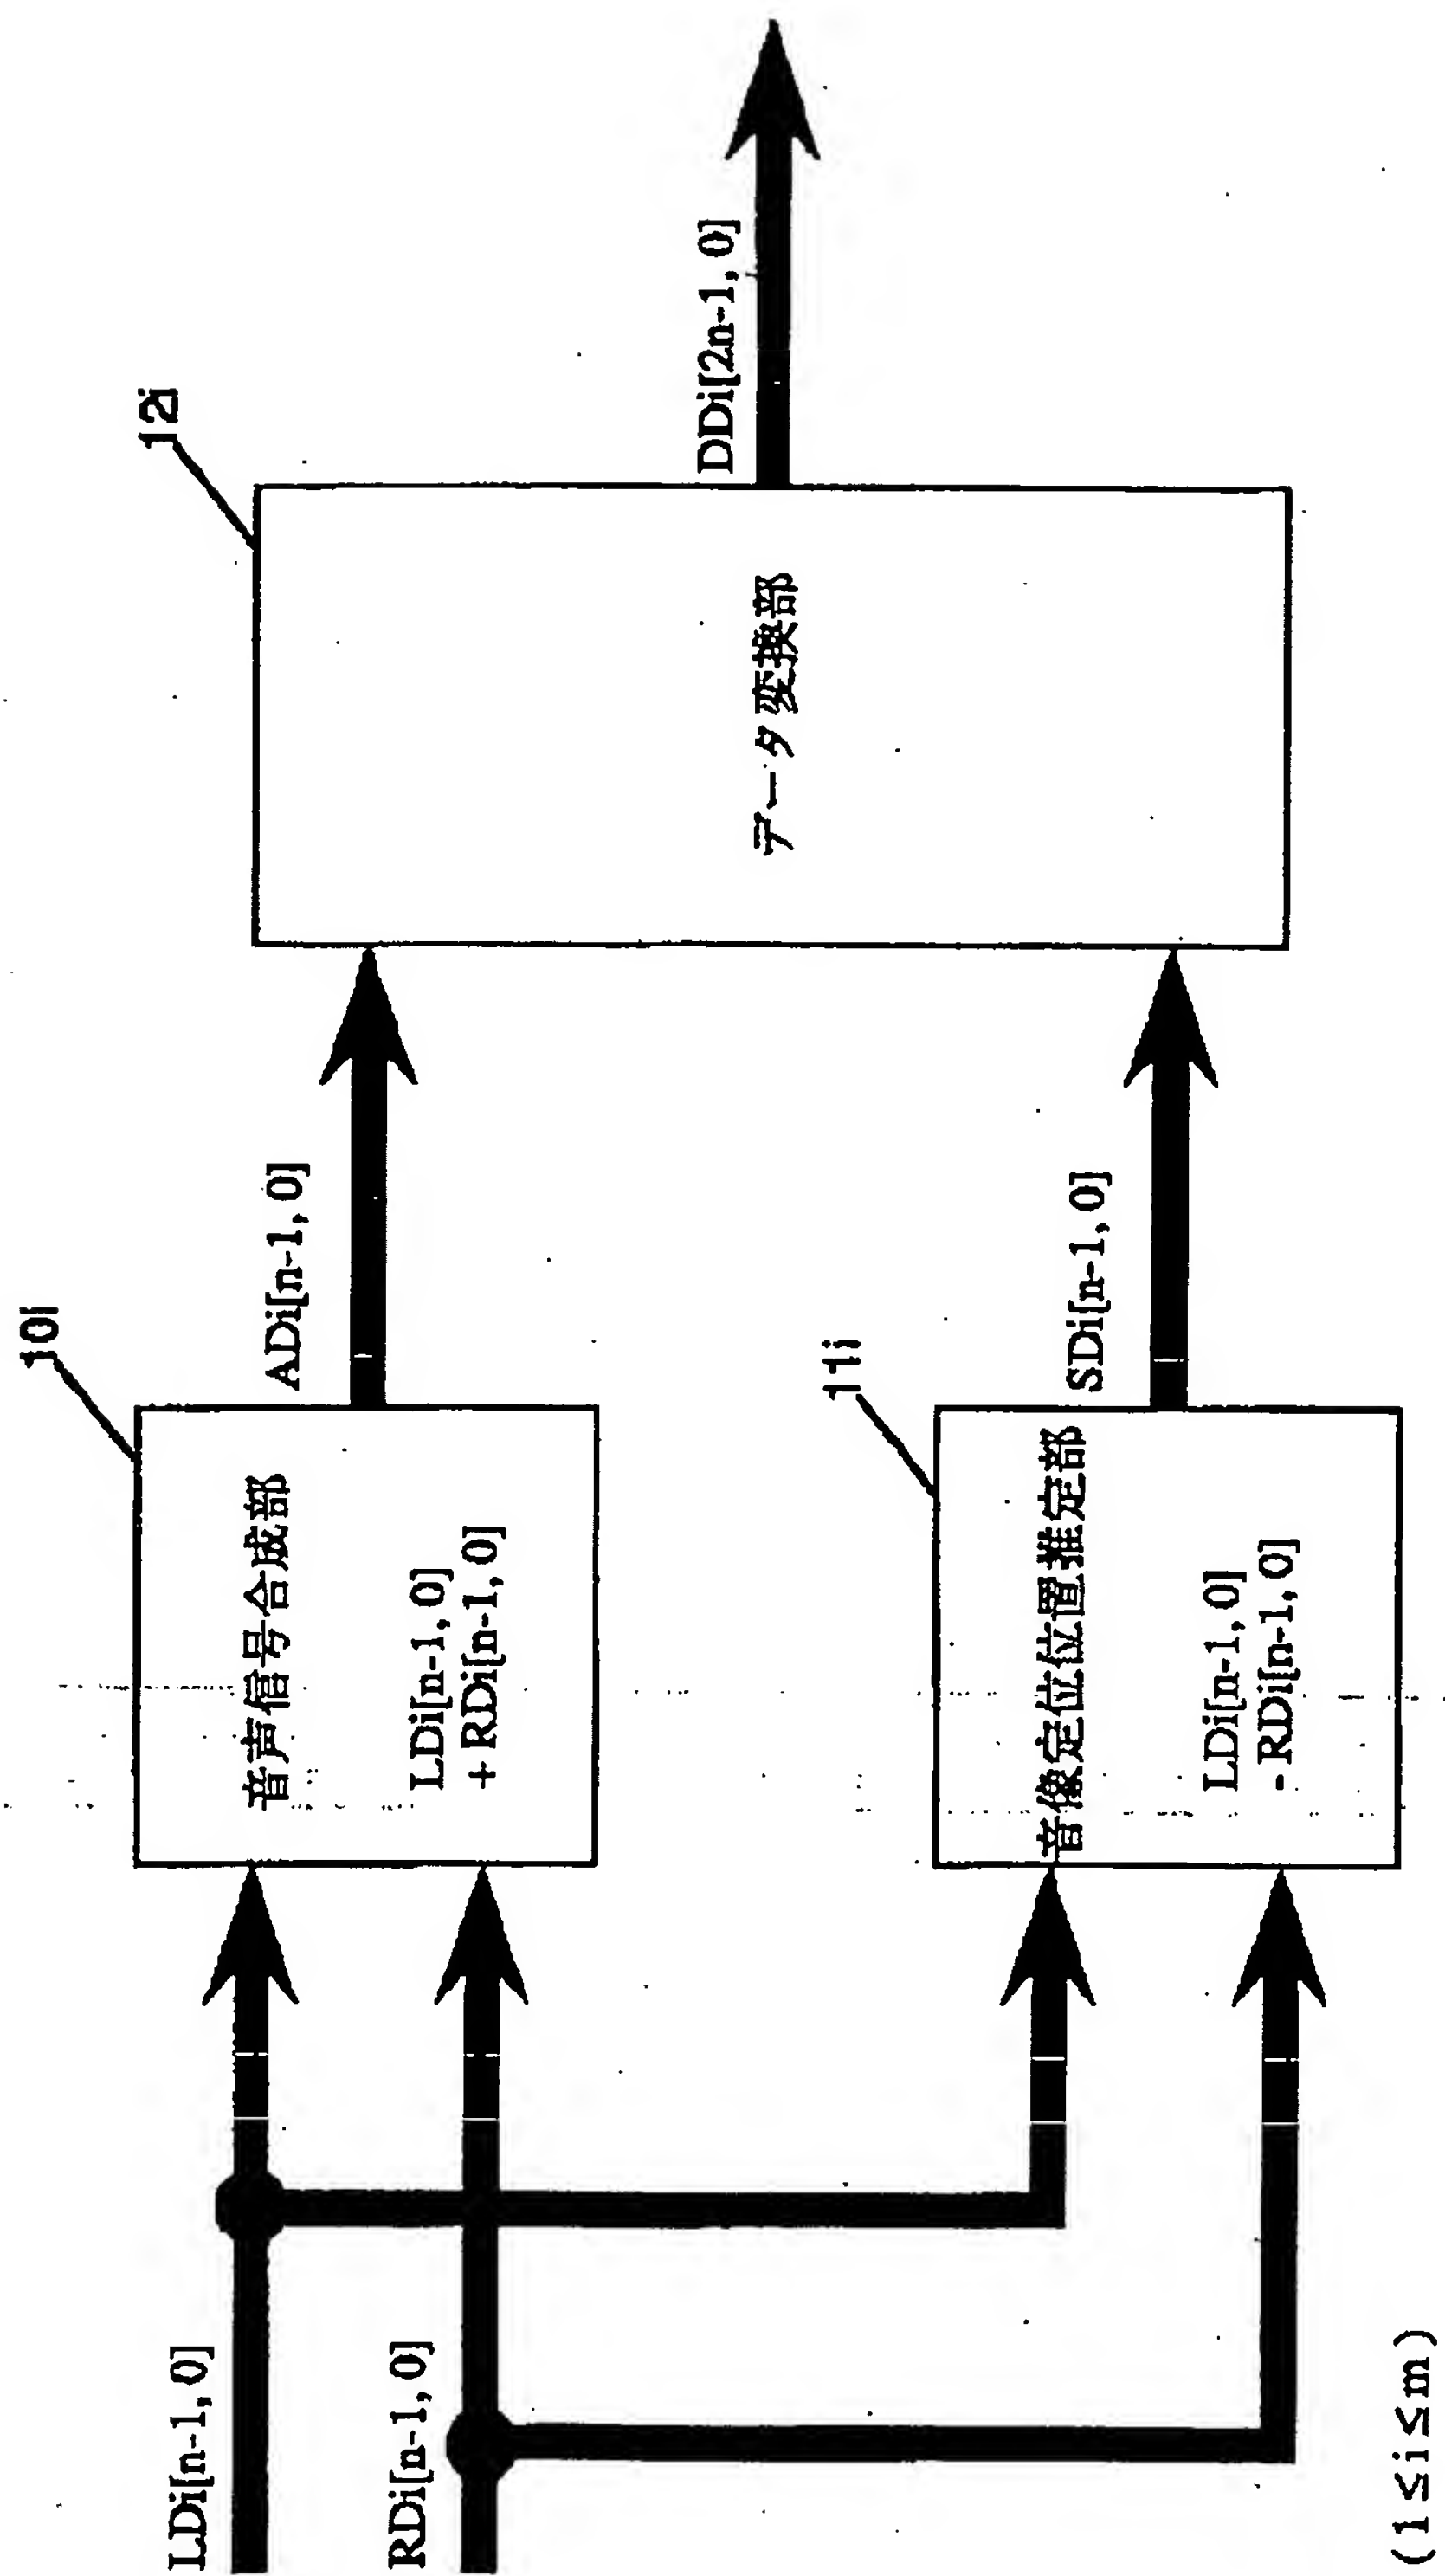 LDi[n-1, 0]
RDi[n-1, 0]
10i
音声信号合成部
LDi[n-1, 0]
+ RDi[n-1, 0]
ADi[n-1, 0]
11i
音像定位位置推定部
LDi[n-1, 0]
- RDi[n-1, 0]
SDi[n-1, 0]
12i
データ変換部
DDi[2n-1, 0]
(1≤i≤m)